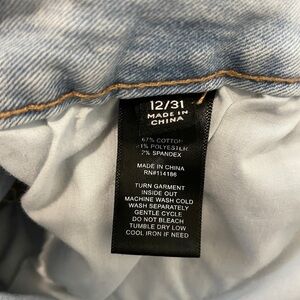 12/31
MADE IN
CHINA
67% COTTON
31% POLYESTER
2% SPANDEX
MADE IN CHINA
RN#114186
TURN GARMENT
INSIDE OUT
MACHINE WASH COLD
WASH SEPARATELY
GENTLE CYCLE
DO NOT BLEACH
TUMBLE DRY LOW
COOL IRON IF NEED